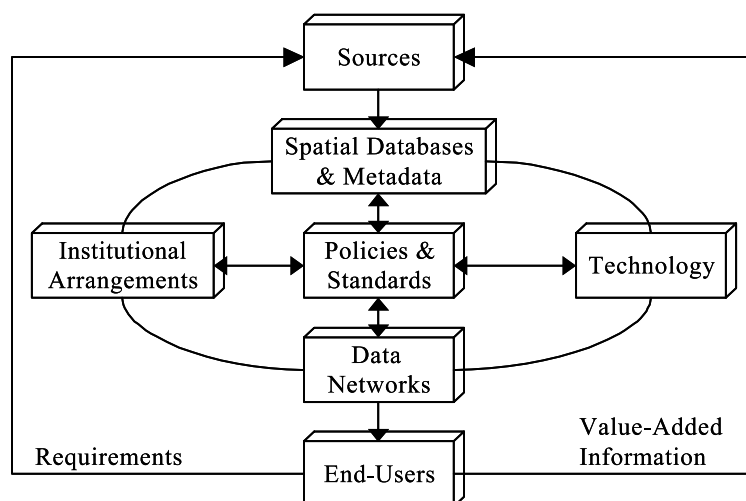 Sources
Spatial Databases
& Metadata
Institutional
Arrangements
Policies &
Standards
Technology
Data
Networks
Requirements
End-Users
Value-Added
Information